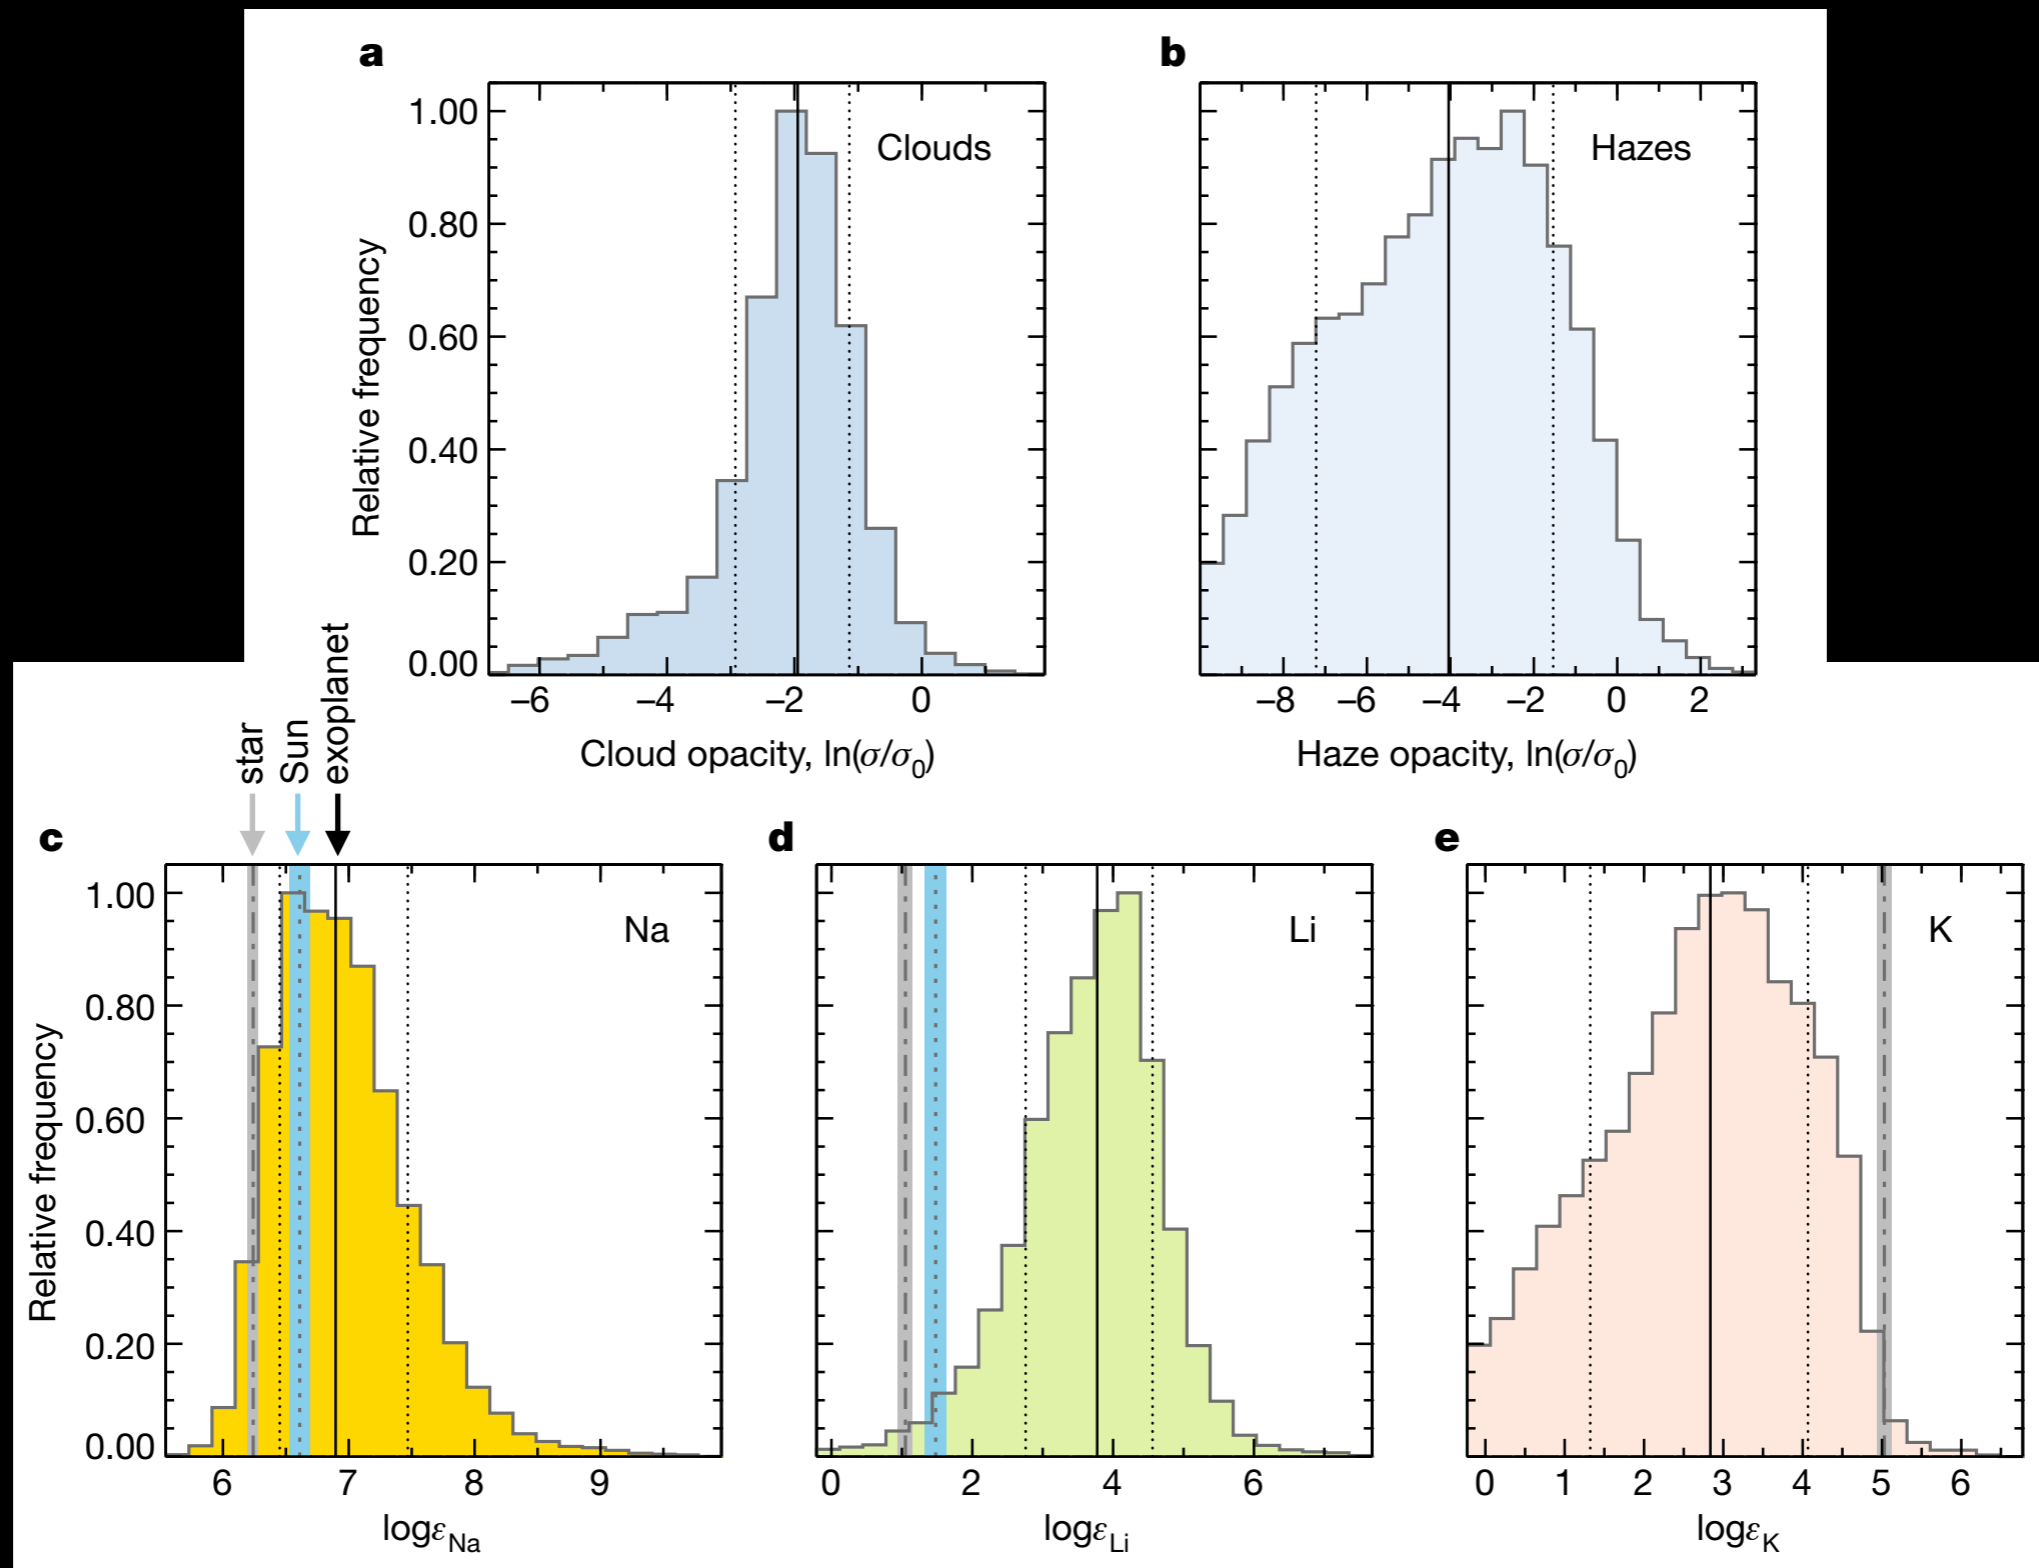 a
b
Clouds
Hazes
Relative frequency
1.00
0.80
0.60
0.40
0.20
0.00
−6 −4 −2 0
−8 −6 −4 −2 0 2
Cloud opacity, ln(σ/σ₀)
Haze opacity, ln(σ/σ₀)
star
Sun
exoplanet
c
d
e
Na
Li
K
Relative frequency
1.00
0.80
0.60
0.40
0.20
0.00
6 7 8 9
0 2 4 6
0 1 2 3 4 5 6
logε_Na
logε_Li
logε_K